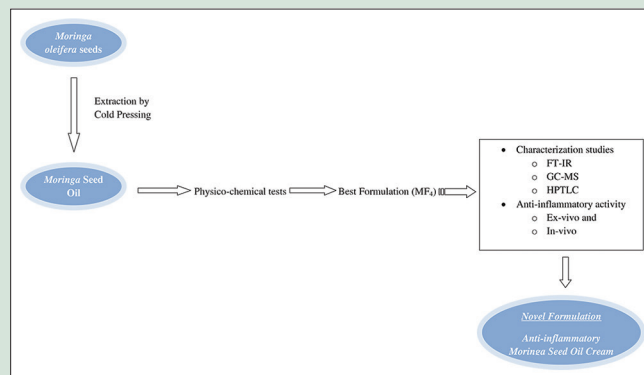 Moringa
oleifera seeds
Extraction by
Cold Pressing
Moringa Seed
Oil
Physico-chemical tests
Best Formulation (MF4)
• Characterization studies
o FT-IR
o GC-MS
o HPTLC
• Anti-inflammatory activity
o Ex-vivo and
o In-vivo
Novel Formulation
Anti-inflammatory
Morinea Seed Oil Cream